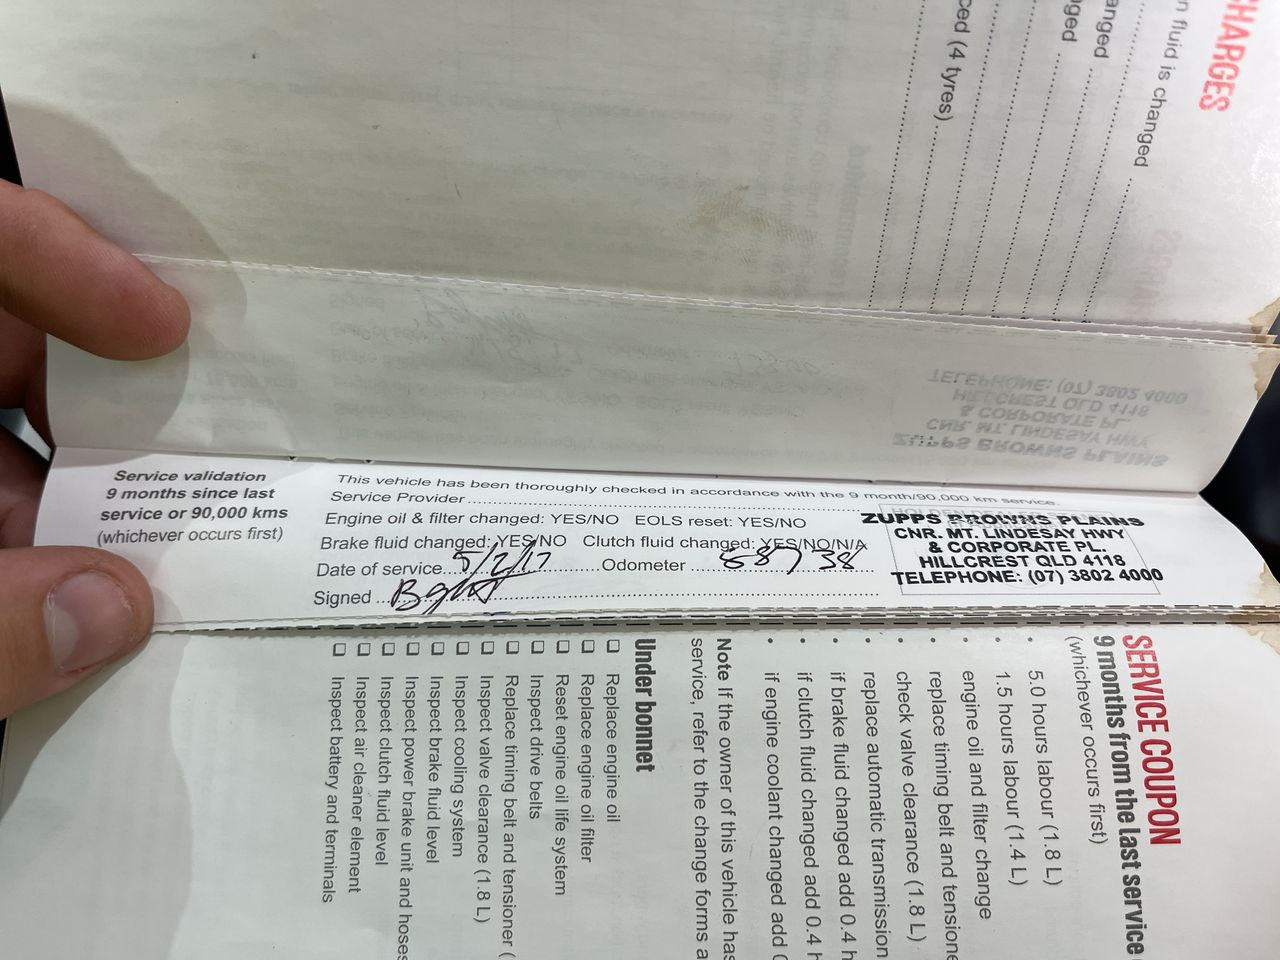 CHARGES
n fluid is changed
anged
ged
ced (4 tyres)
Service validation
9 months since last
service or 90,000 kms
(whichever occurs first)
This vehicle has been thoroughly checked in accordance with the 9 month/90,000 km service
Service Provider
Engine oil & filter changed: YES/NO EOLS reset: YES/NO
Brake fluid changed: YES/NO Clutch fluid changed: YES/NO/N/A
Date of service 5/2/17 Odometer 58738
Signed
ZUPPS BROWNS PLAINS
CNR. MT. LINDESAY HWY
& CORPORATE PL.
HILLCREST QLD 4118
TELEPHONE: (07) 3802 4000
SERVICE COUPON
9 months from the last service
(whichever occurs first)
• 5.0 hours labour (1.8 L)
• 1.5 hours labour (1.4 L)
• engine oil and filter change
• replace timing belt and tensione
• check valve clearance (1.8 L)
• replace automatic transmission
• if brake fluid changed add 0.4 h
• if clutch fluid changed add 0.4 h
• if engine coolant changed add
Note If the owner of this vehicle has
service, refer to the change forms a
Under bonnet
❑ Replace engine oil
❑ Replace engine oil filter
❑ Reset engine oil life system
❑ Inspect drive belts
❑ Replace timing belt and tensioner (
❑ Inspect valve clearance (1.8 L)
❑ Inspect cooling system
❑ Inspect brake fluid level
❑ Inspect power brake unit and hoses
❑ Inspect clutch fluid level
❑ Inspect air cleaner element
❑ Inspect battery and terminals